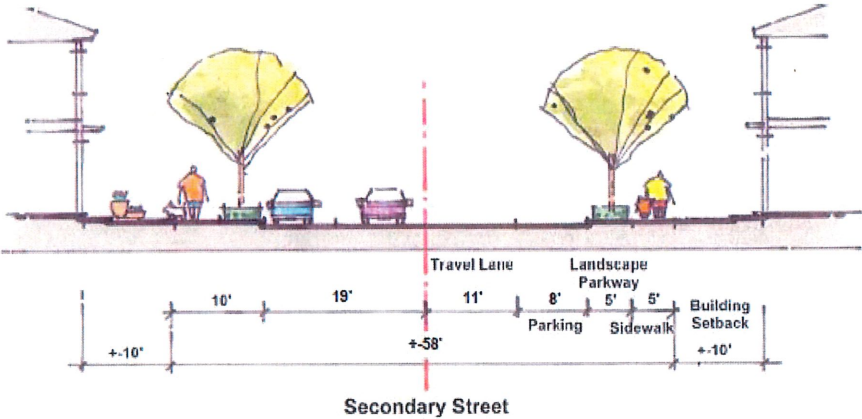 Travel Lane
Landscape
Parkway
10'
19'
11'
8'
5'
5'
Building
Setback
Parking
Sidewalk
+-10'
+-58'
+-10'
Secondary Street